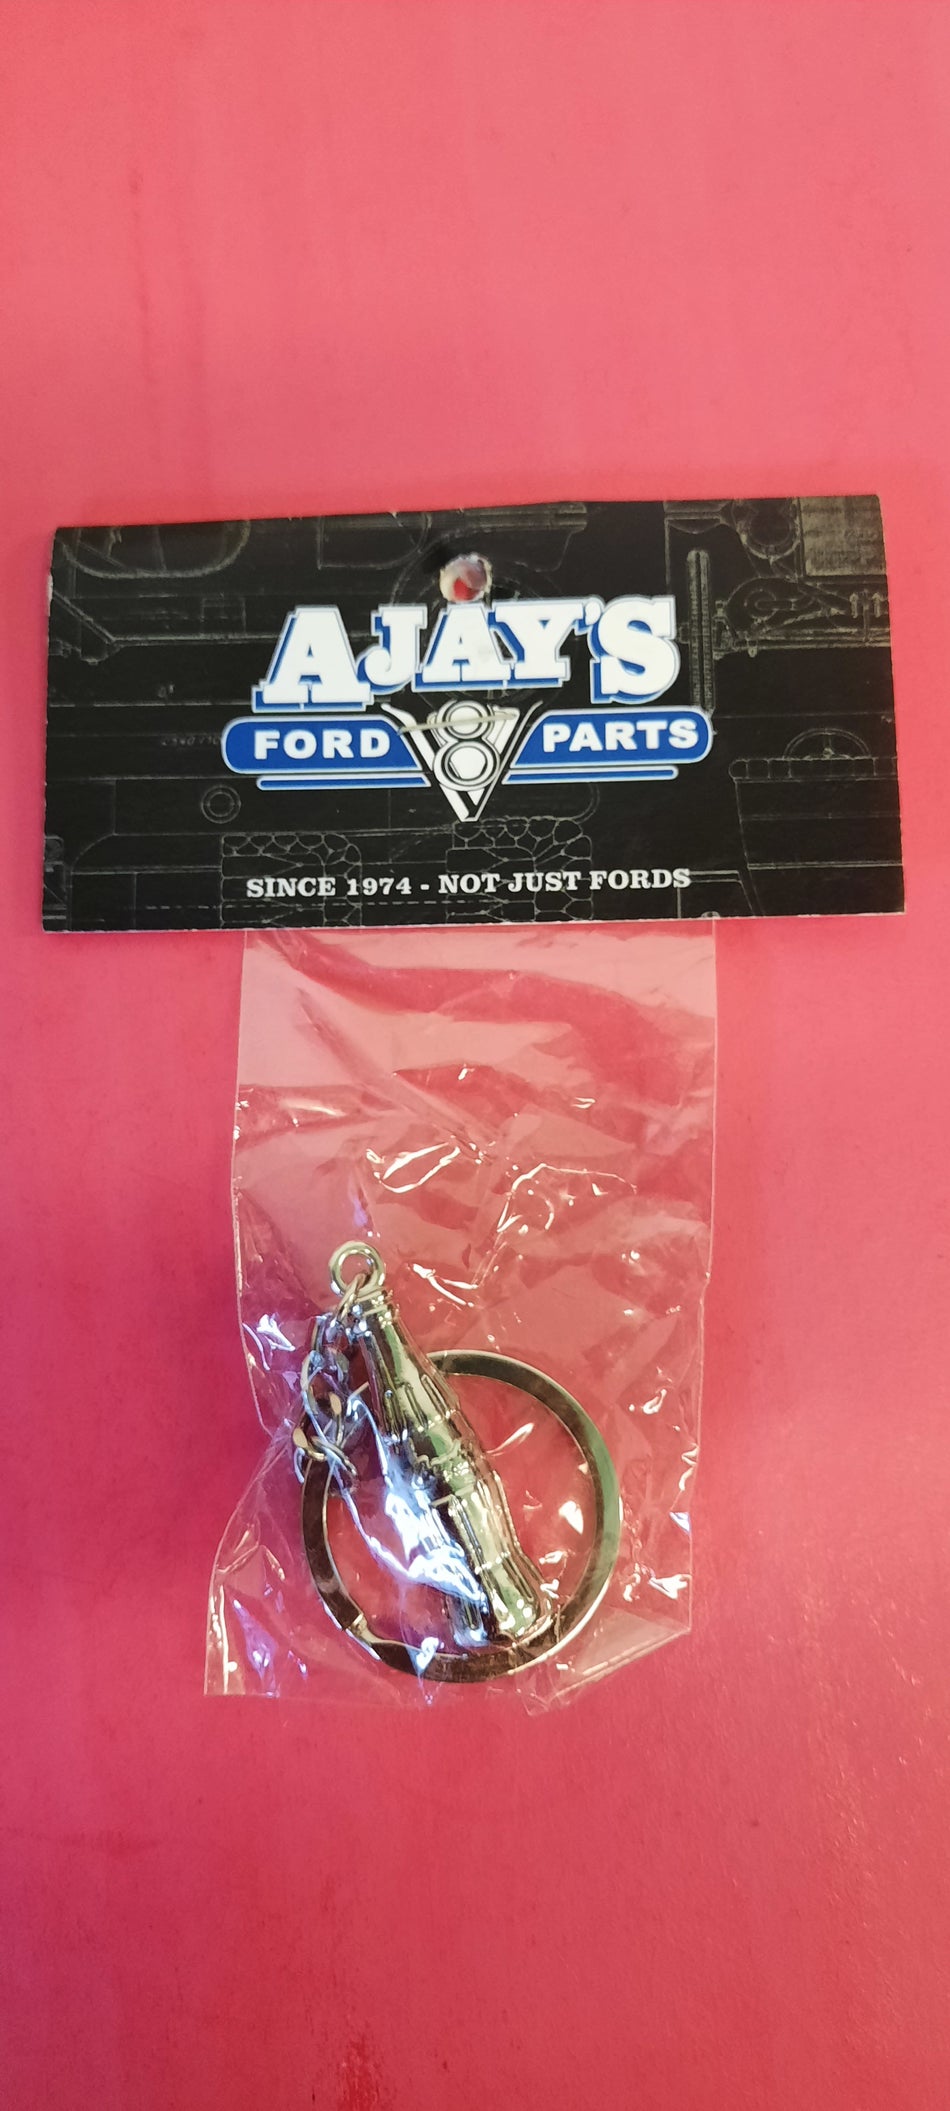 AJAY'S
FORD V8 PARTS
SINCE 1974 - NOT JUST FORDS